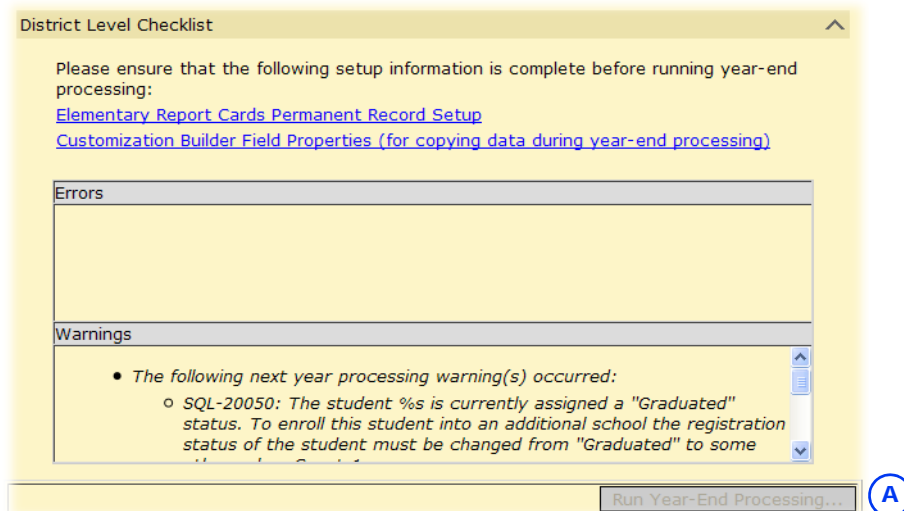 District Level Checklist
Please ensure that the following setup information is complete before running year-end
processing:
Elementary Report Cards Permanent Record Setup
Customization Builder Field Properties (for copying data during year-end processing)
Errors
Warnings
• The following next year processing warning(s) occurred:
o SQL-20050: The student %s is currently assigned a "Graduated"
status. To enroll this student into an additional school the registration
status of the student must be changed from "Graduated" to some
Run Year-End Processing...
A